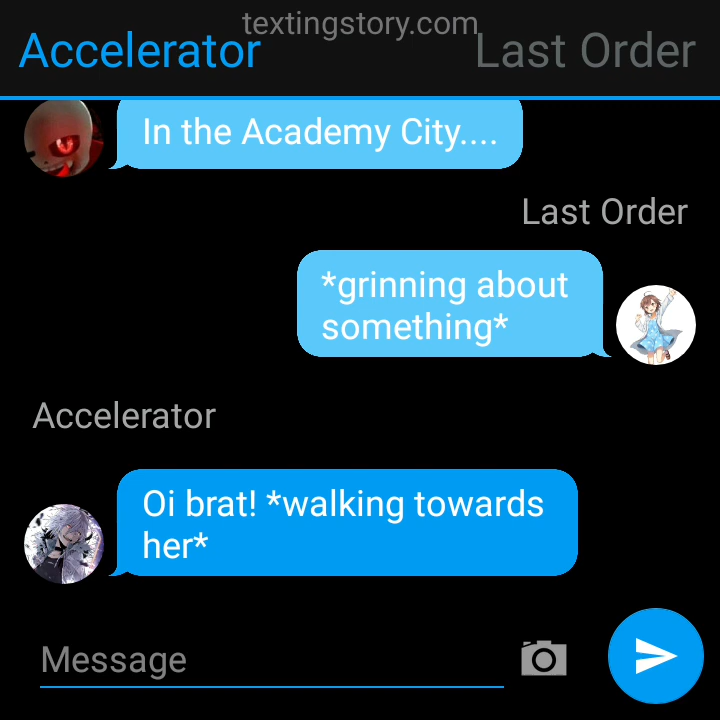 textingstory.com
Accelerator
Last Order
In the Academy City....
Last Order
*grinning about
something*
Accelerator
Oi brat! *walking towards
her*
Message